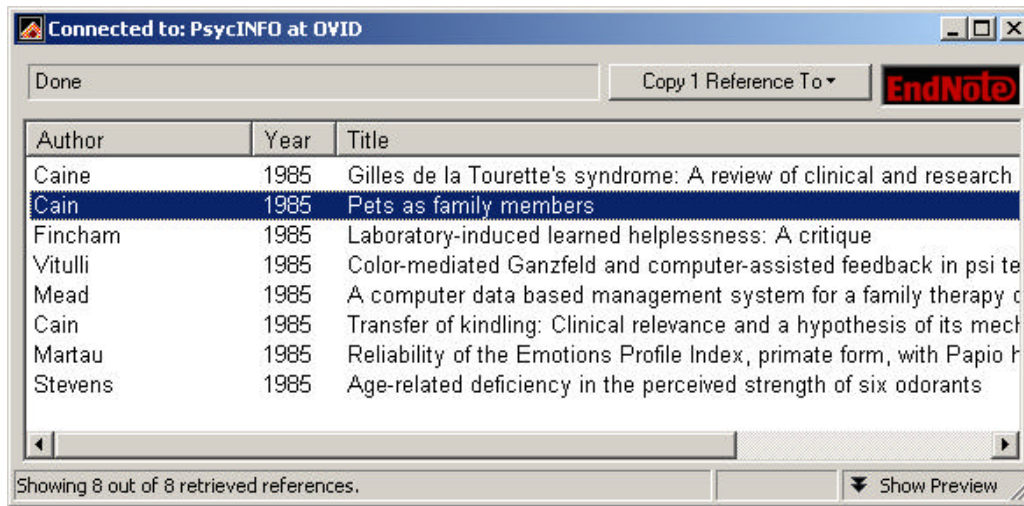 Connected to: PsycINFO at OVID
Done Copy 1 Reference To EndNote
Author Year Title
Caine 1985 Gilles de la Tourette's syndrome: A review of clinical and research
Cain 1985 Pets as family members
Fincham 1985 Laboratory-induced learned helplessness: A critique
Vitulli 1985 Color-mediated Ganzfeld and computer-assisted feedback in psi te
Mead 1985 A computer data based management system for a family therapy c
Cain 1985 Transfer of kindling: Clinical relevance and a hypothesis of its mech
Martau 1985 Reliability of the Emotions Profile Index, primate form, with Papio h
Stevens 1985 Age-related deficiency in the perceived strength of six odorants
Showing 8 out of 8 retrieved references. Show Preview